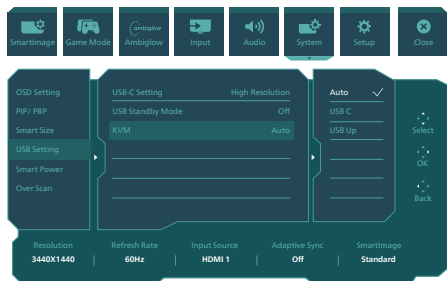 ambiglow
SmartImage Game Mode Ambiglow Input Audio System Setup Close
OSD Setting
PIP/ PBP
Smart Size
USB Setting
Smart Power
Over Scan
USB-C Setting High Resolution
USB Standby Mode Off
KVM Auto
Auto
USB C
USB Up
Select
OK
Back
Resolution Refresh Rate Input Source Adaptive Sync SmartImage
3440X1440 60Hz HDMI 1 Off Standard